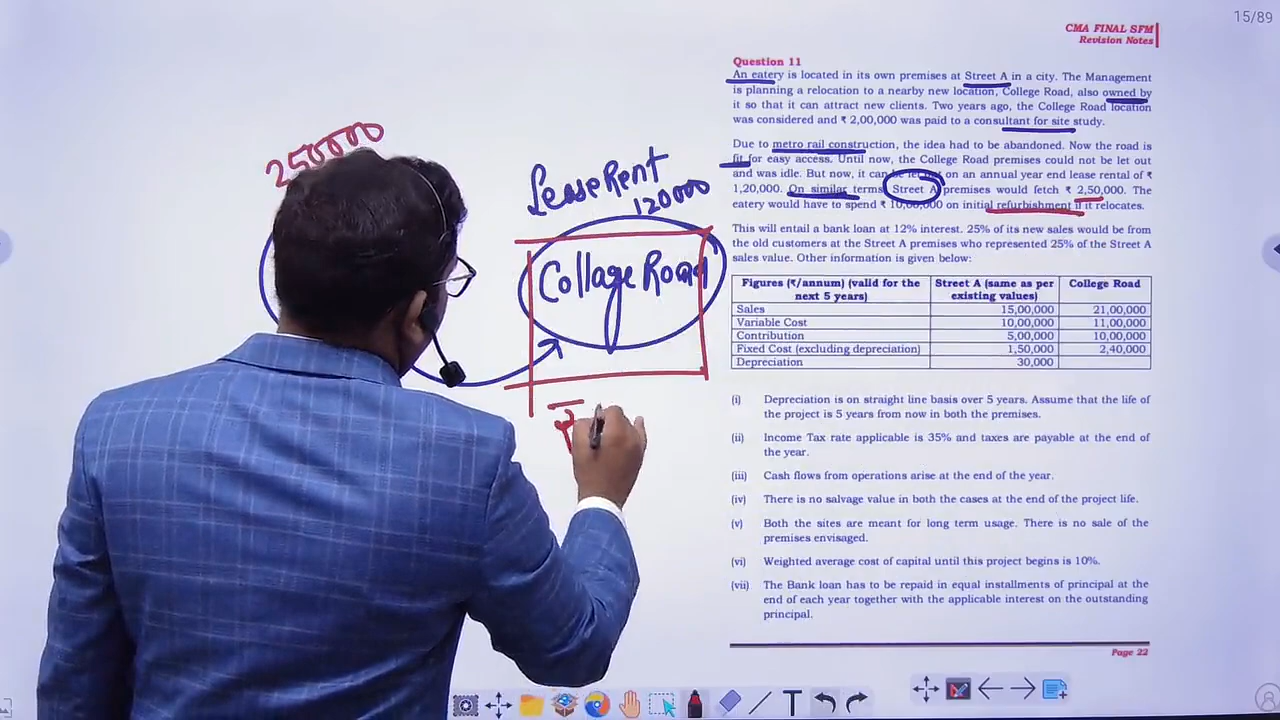 15/89
CMA FINAL SFM
Revision Notes
250000
Lease Rent
120000
Collage Road
₹
Question 11
An eatery is located in its own premises at Street A in a city. The Management
is planning a relocation to a nearby new location, College Road, also owned by
it so that it can attract new clients. Two years ago, the College Road location
was considered and ₹ 2,00,000 was paid to a consultant for site study.
Due to metro rail construction, the idea had to be abandoned. Now the road is
fit for easy access. Until now, the College Road premises could not be let out
and was idle. But now, it can be let out on an annual year end lease rental of ₹
1,20,000. On similar terms Street A premises would fetch ₹ 2,50,000. The
eatery would have to spend ₹ 10,00,000 on initial refurbishment if it relocates.
This will entail a bank loan at 12% interest. 25% of its new sales would be from
the old customers at the Street A premises who represented 25% of the Street A
sales value. Other information is given below:
Figures (₹/annum) (valid for the next 5 years) Street A (same as per existing values) College Road
Sales 15,00,000 21,00,000
Variable Cost 10,00,000 11,00,000
Contribution 5,00,000 10,00,000
Fixed Cost (excluding depreciation) 1,50,000 2,40,000
Depreciation 30,000
(i) Depreciation is on straight line basis over 5 years. Assume that the life of
the project is 5 years from now in both the premises.
(ii) Income Tax rate applicable is 35% and taxes are payable at the end of
the year.
(iii) Cash flows from operations arise at the end of the year.
(iv) There is no salvage value in both the cases at the end of the project life.
(v) Both the sites are meant for long term usage. There is no sale of the
premises envisaged.
(vi) Weighted average cost of capital until this project begins is 10%.
(vii) The Bank loan has to be repaid in equal installments of principal at the
end of each year together with the applicable interest on the outstanding
principal.
Page 22
T